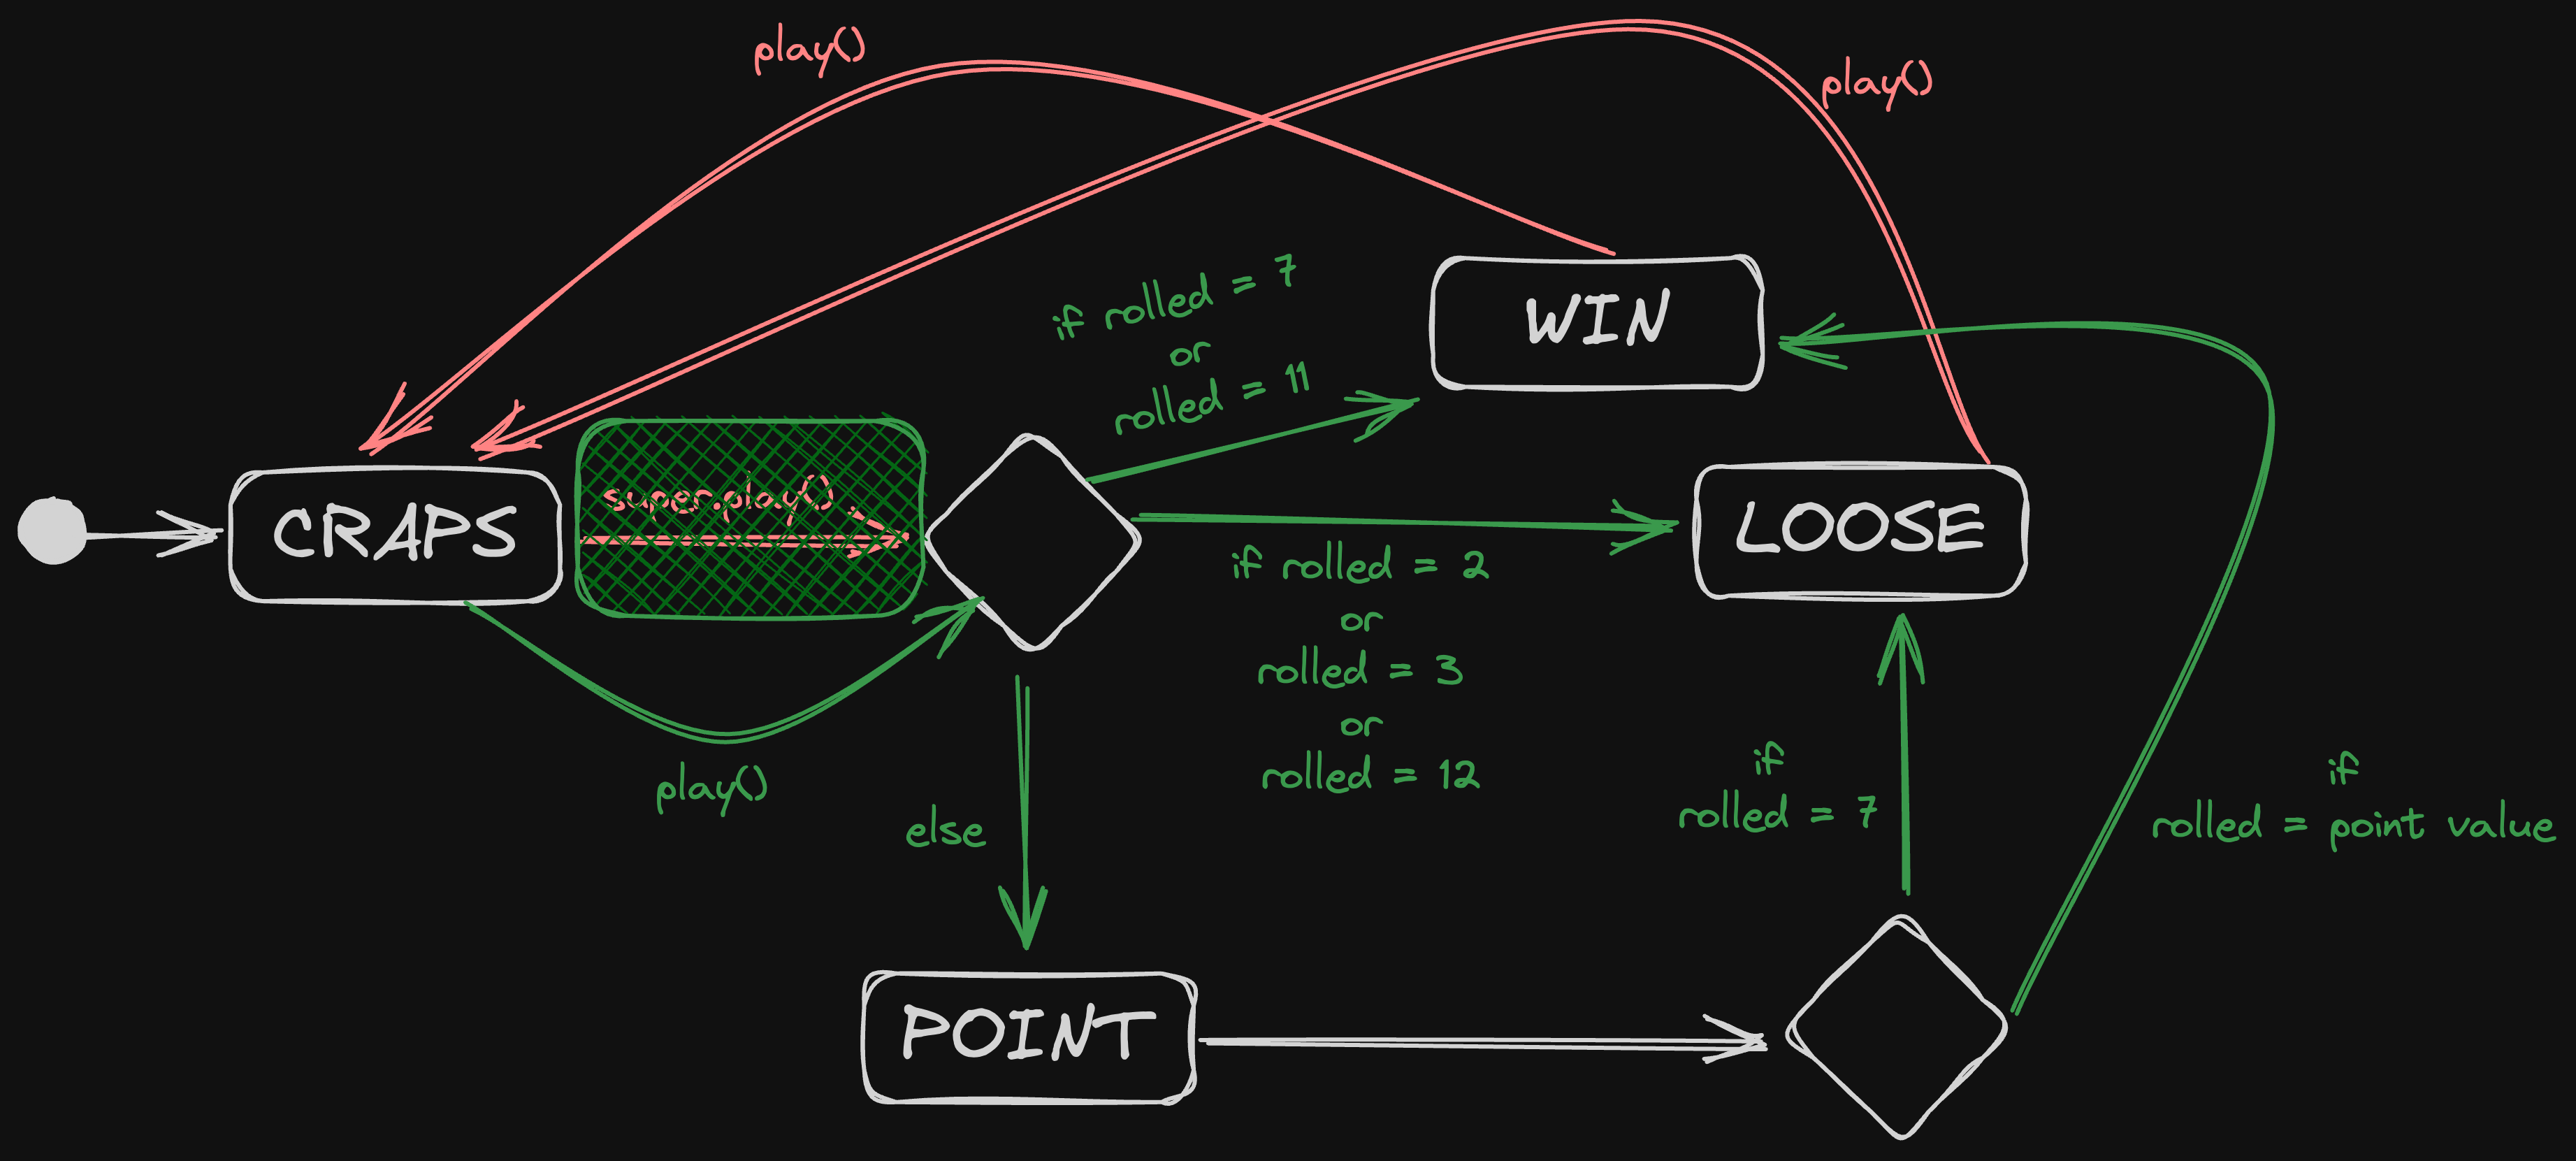 play()
play()
if rolled = 7
or
rolled = 11
WIN
CRAPS
super.play()
LOOSE
if rolled = 2
or
rolled = 3
or
rolled = 12
play()
else
if
rolled = 7
if
rolled = point value
POINT